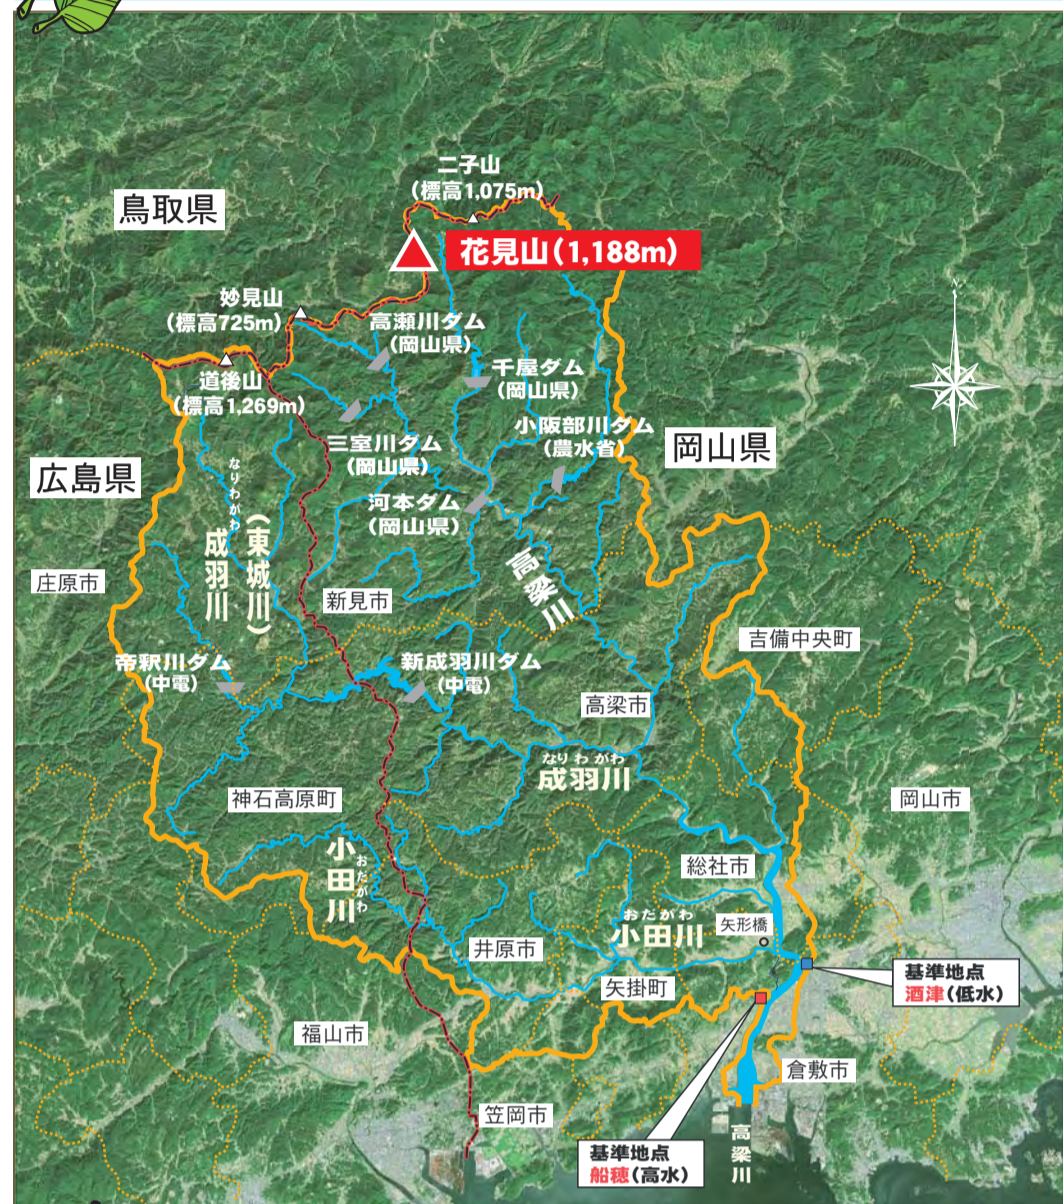 二子山
(標高1,075m)
鳥取県
花見山(1,188m)
妙見山
(標高725m)
高瀬川ダム
(岡山県)
千屋ダム
(岡山県)
道後山
(標高1,269m)
小阪部川ダム
(農水省)
三室川ダム
(岡山県)
岡山県
広島県
河本ダム
(岡山県)
なりわがわ
成羽川
(東城川)
高梁川
庄原市
新見市
吉備中央町
帝釈川ダム
(中電)
新成羽川ダム
(中電)
高梁市
なりわがわ
成羽川
神石高原町
岡山市
小田川
おだがわ
総社市
おだがわ
小田川
矢形橋
井原市
矢掛町
基準地点
酒津(低水)
福山市
倉敷市
笠岡市
高梁川
基準地点
船穂(高水)
N